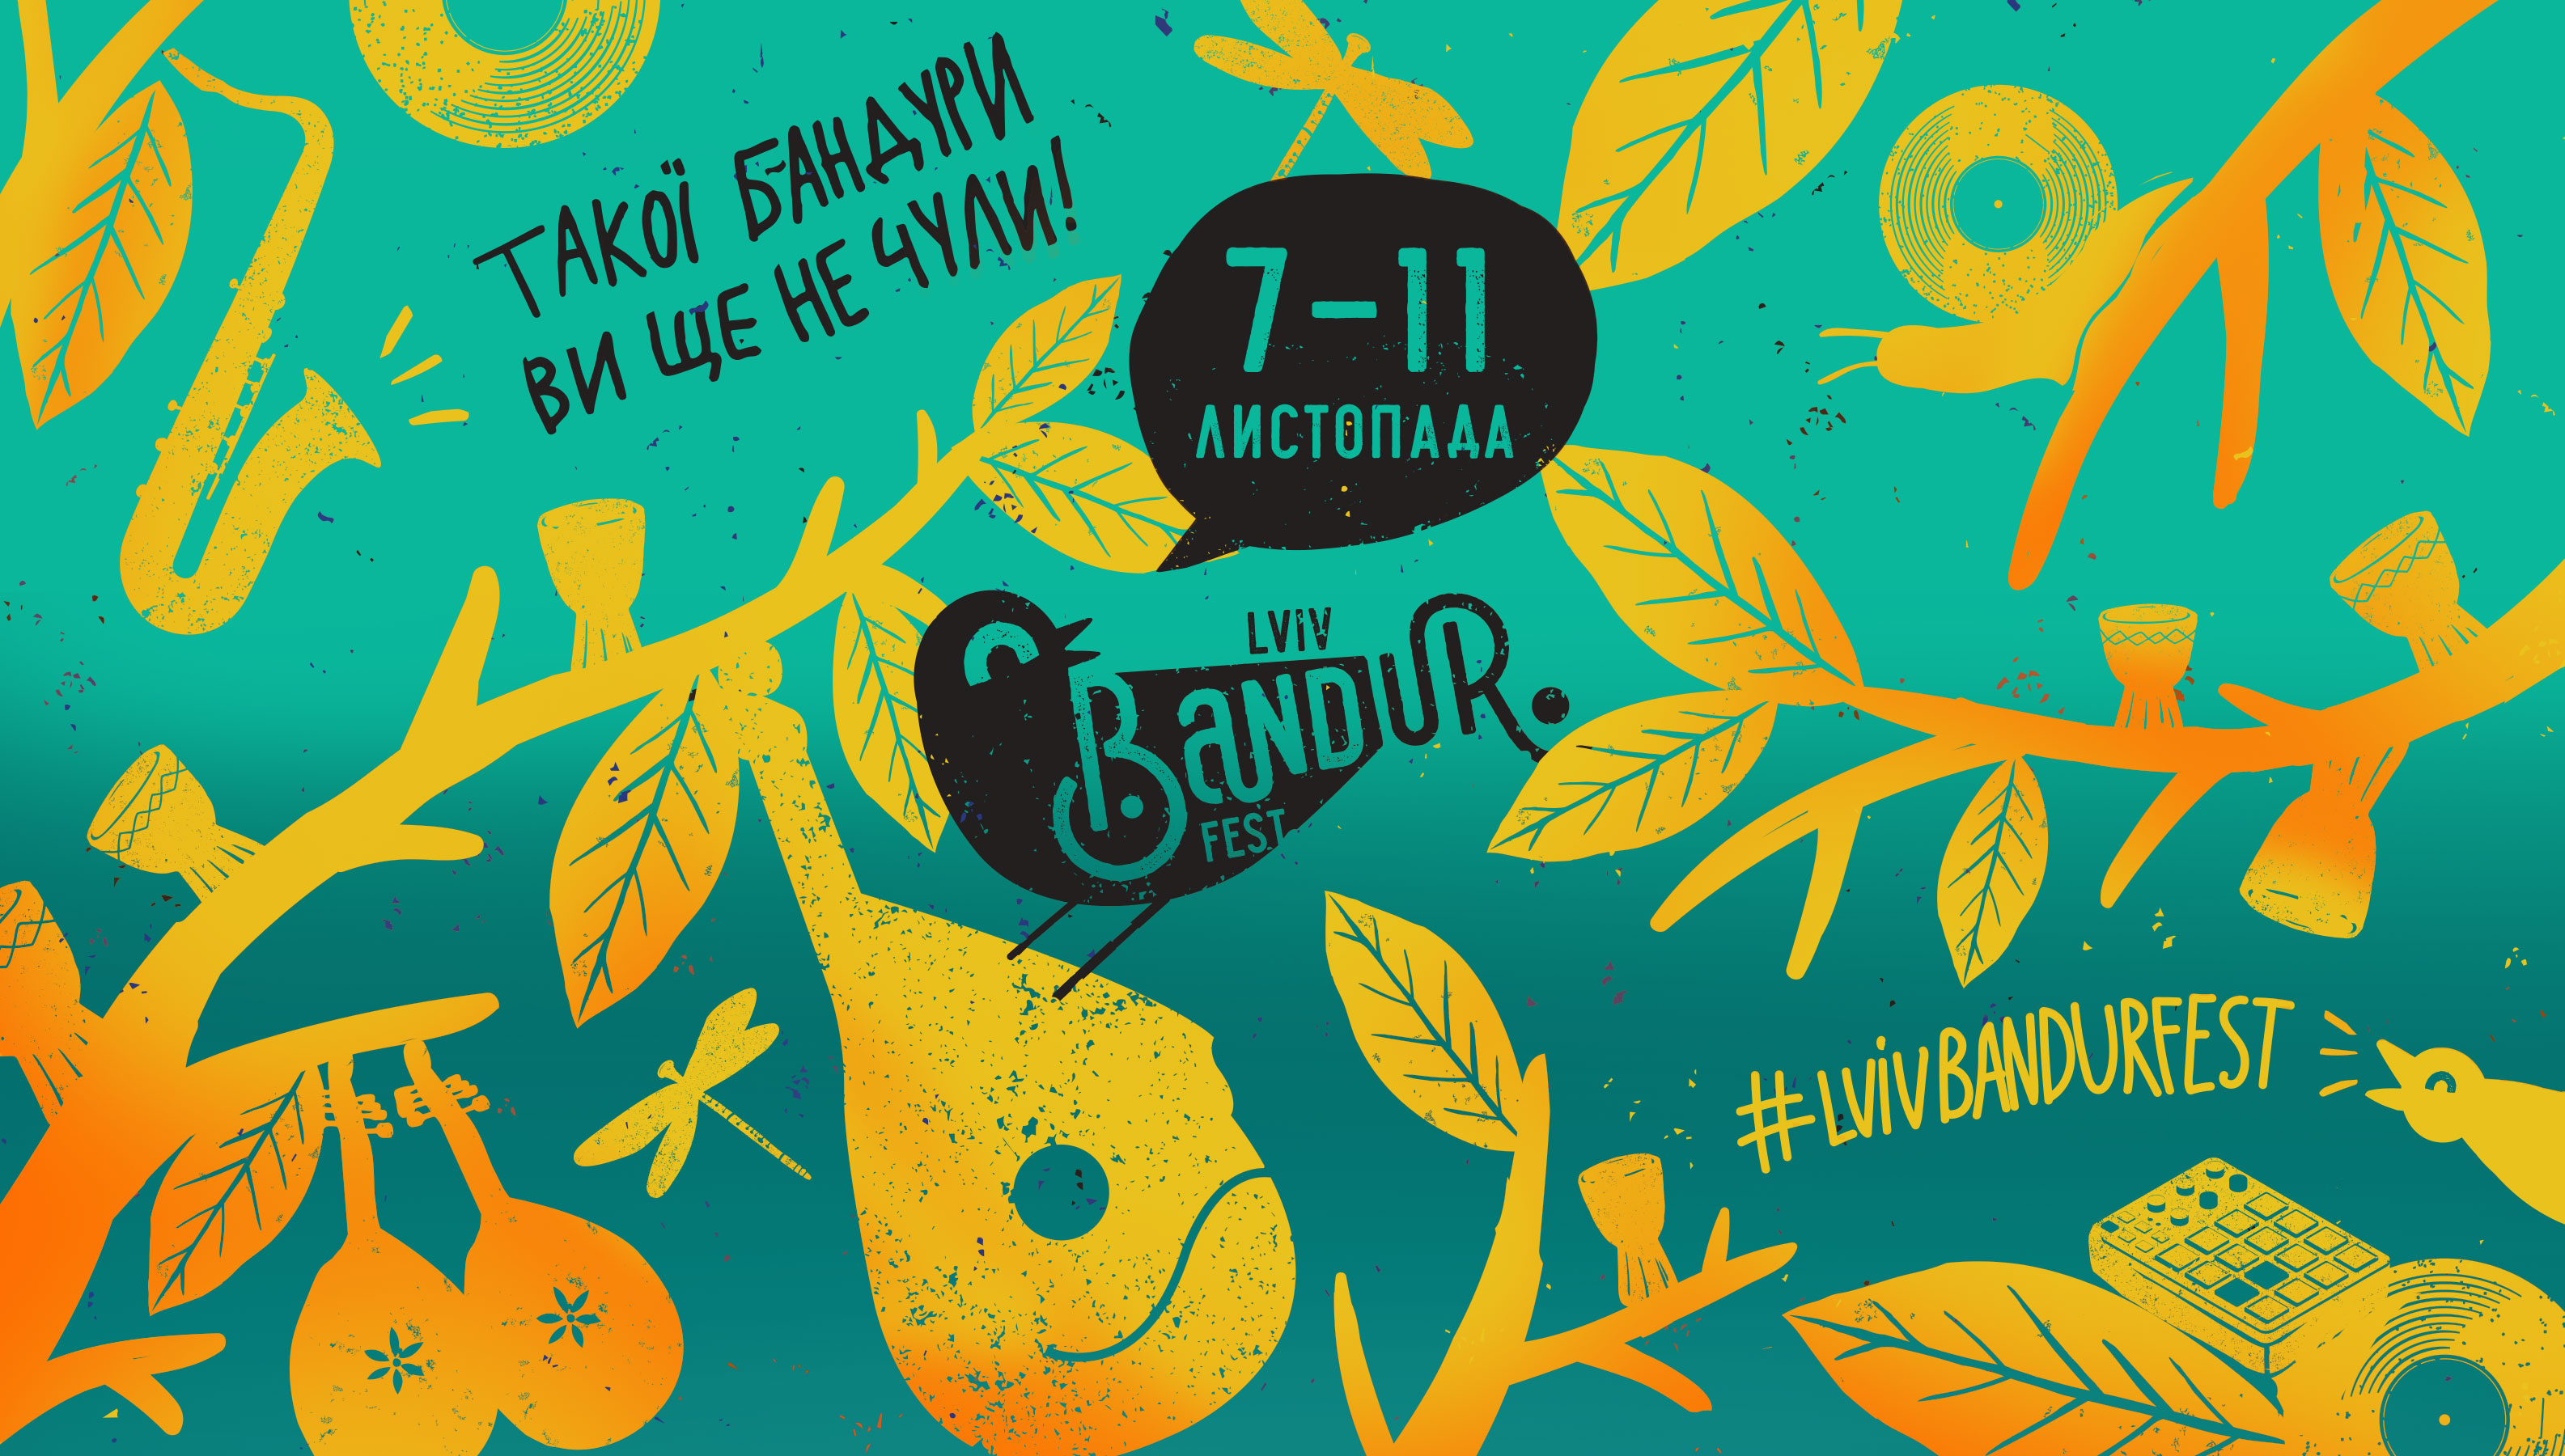 ТАКОЇ БАНДУРИ
ВИ ЩЕ НЕ ЧУЛИ!
7–11
ЛИСТОПАДА
LVIV
BANDUR
FEST
#LVIVBANDURFEST